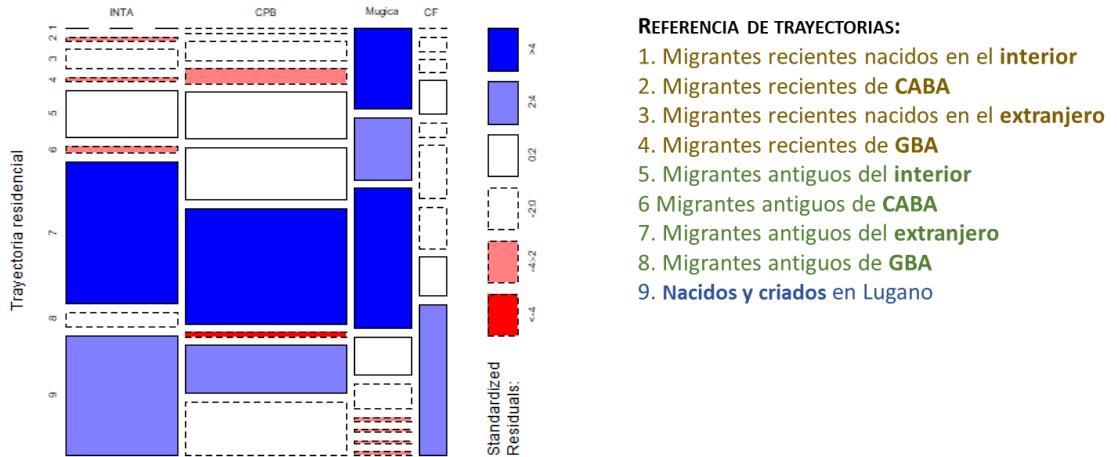 INTA CPB Mugica CF
Trayectoria residencial
1
2
3
4
5
6
7
8
9
>4
2:4
0:2
-2:0
-4:-2
<-4
Standardized
Residuals:
REFERENCIA DE TRAYECTORIAS:
1. Migrantes recientes nacidos en el interior
2. Migrantes recientes de CABA
3. Migrantes recientes nacidos en el extranjero
4. Migrantes recientes de GBA
5. Migrantes antiguos del interior
6 Migrantes antiguos de CABA
7. Migrantes antiguos del extranjero
8. Migrantes antiguos de GBA
9. Nacidos y criados en Lugano